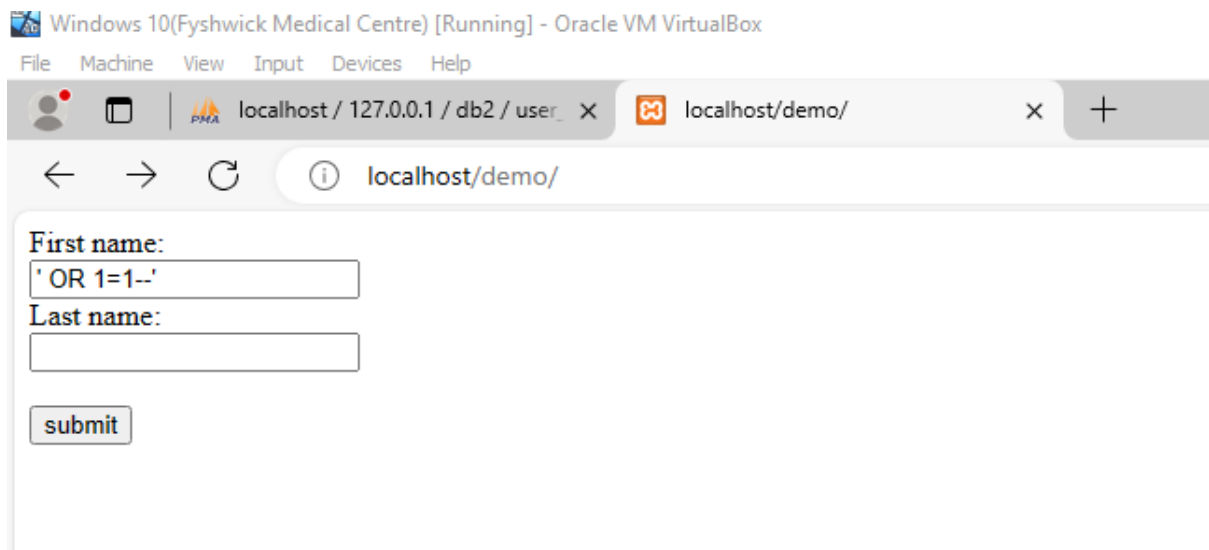 Windows 10(Fyshwick Medical Centre) [Running] - Oracle VM VirtualBox
File Machine View Input Devices Help
PMA localhost / 127.0.0.1 / db2 / user_ localhost/demo/
localhost/demo/
First name:
' OR 1=1--'
Last name:
submit